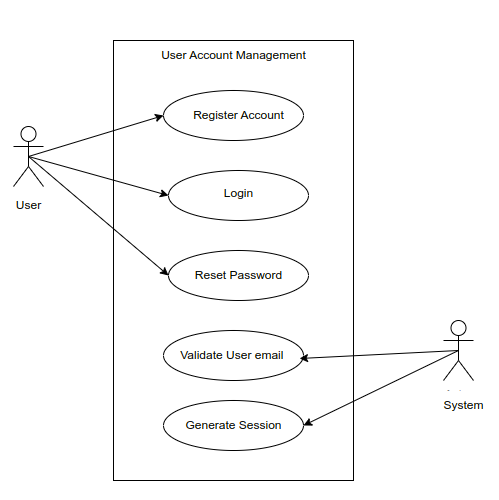 User Account Management
Register Account
Login
User
Reset Password
Validate User email
System
Generate Session